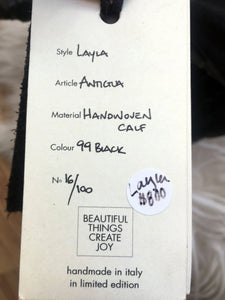 Style LAYLA
Article ANTIGUA
Material HANDWOVEN
CALF
Colour 99 BLACK
No 16/100
Layla
$800
BEAUTIFUL
THINGS
CREATE
JOY
handmade in italy
in limited edition